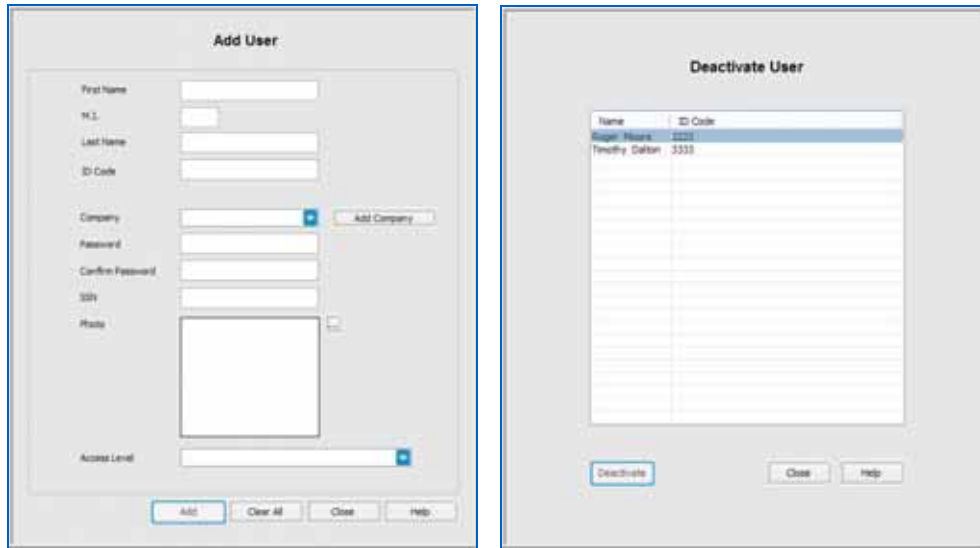 Add User
First Name
M.I.
Last Name
ID Code
Company
Add Company
Password
Confirm Password
SSN
Photo
Access Level
Add
Clear All
Close
Help
Deactivate User
Name ID Code
Roger Moore
Timothy Dalton 3333
Deactivate
Close
Help